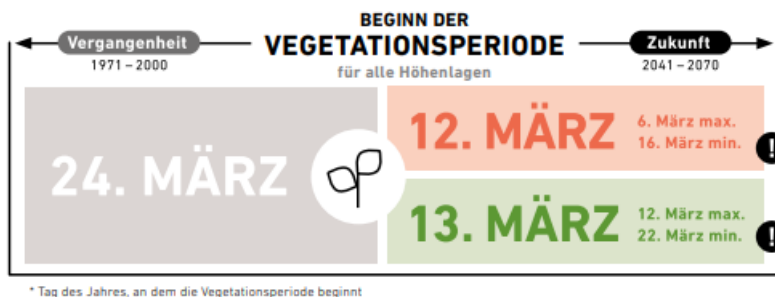 BEGINN DER
VEGETATIONSPERIODE
für alle Höhenlagen
Vergangenheit
1971 – 2000
Zukunft
2041 – 2070
24. MÄRZ
12. MÄRZ
6. März max.
16. März min.
!
13. MÄRZ
12. März max.
22. März min.
!
* Tag des Jahres, an dem die Vegetationsperiode beginnt